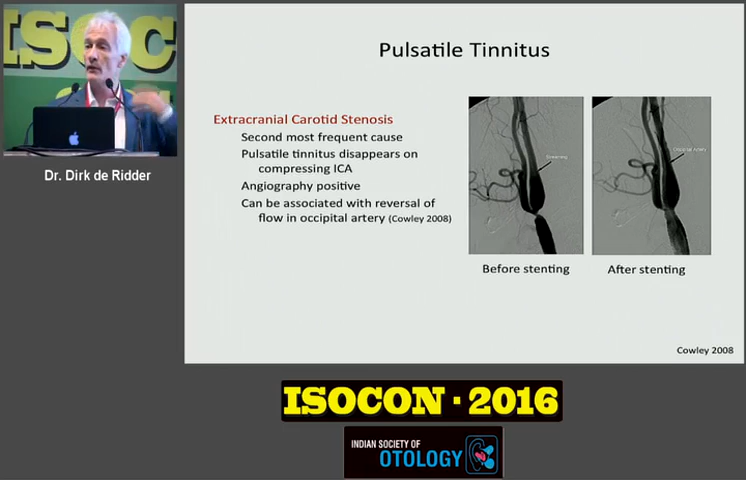 ISOC
Dr. Dirk de Ridder
Pulsatile Tinnitus
Extracranial Carotid Stenosis
Second most frequent cause
Pulsatile tinnitus disappears on
compressing ICA
Angiography positive
Can be associated with reversal of
flow in occipital artery (Cowley 2008)
Before stenting
After stenting
Cowley 2008
ISOCON · 2016
INDIAN SOCIETY OF
OTOLOGY